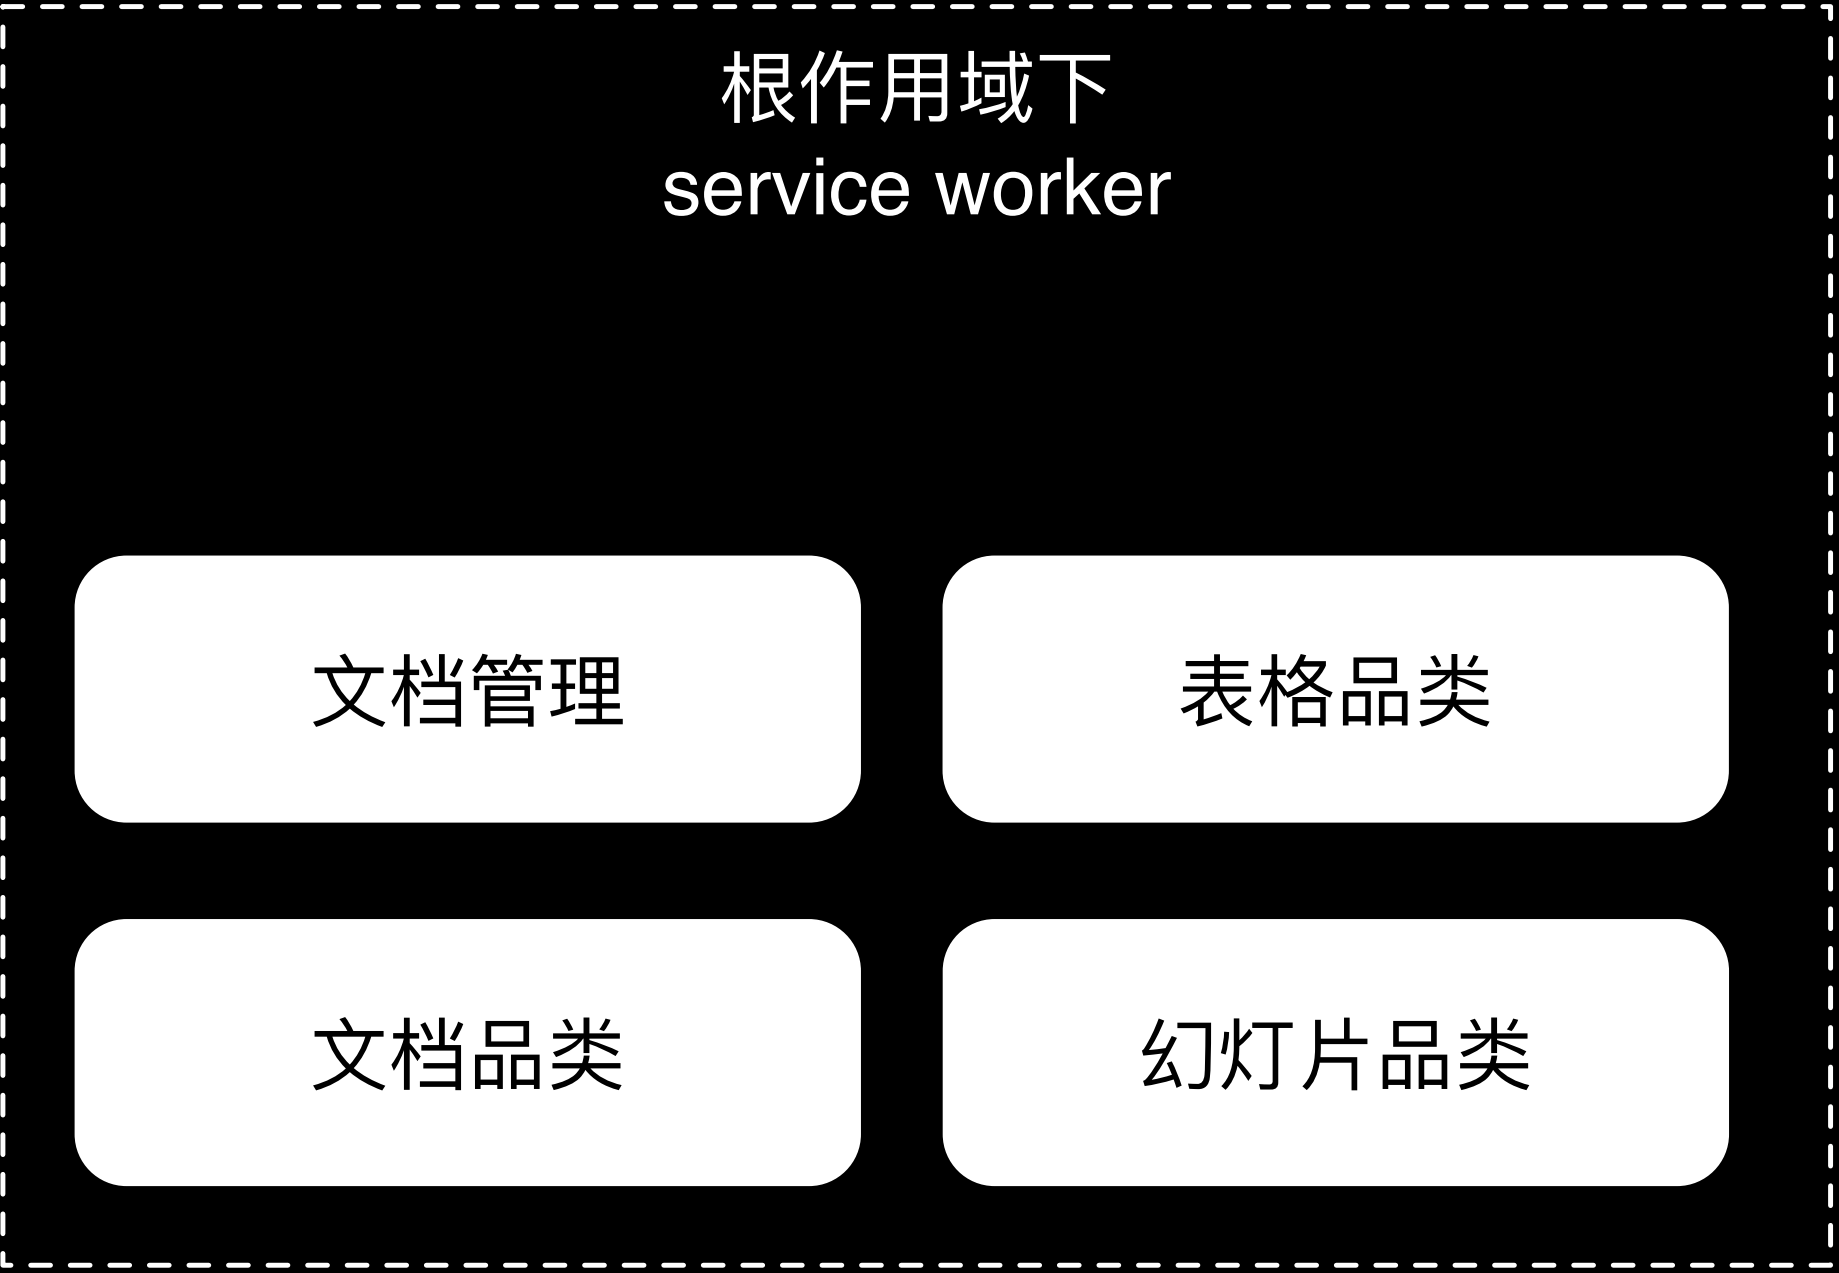 根作用域下
service worker
文档管理
表格品类
文档品类
幻灯片品类